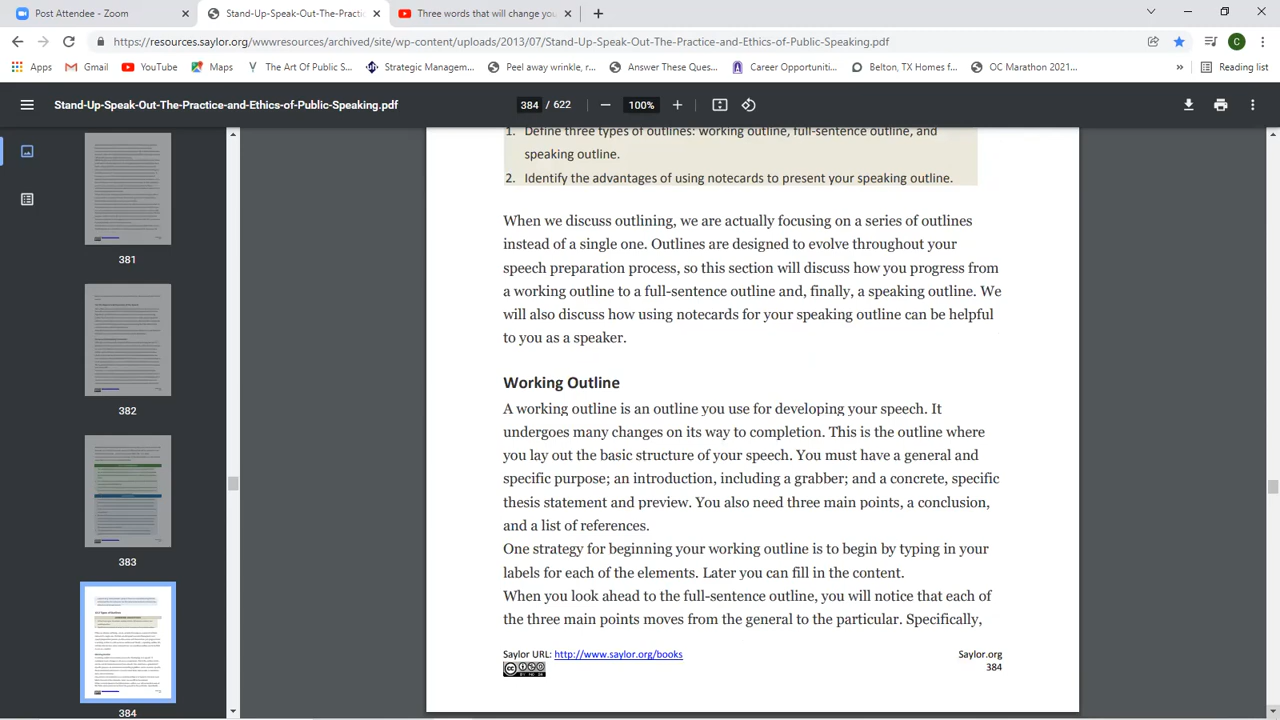 Post Attendee - Zoom
Stand-Up-Speak-Out-The-Practi
Three words that will change you
https://resources.saylor.org/wwwresources/archived/site/wp-content/uploads/2013/07/Stand-Up-Speak-Out-The-Practice-and-Ethics-of-Public-Speaking.pdf
C
Apps
Gmail
YouTube
Maps
The Art Of Public S...
Strategic Managem...
Peel away wrinkle, r...
Answer These Ques...
Career Opportuniti...
Belton, TX Homes f...
OC Marathon 2021...
»
Reading list
Stand-Up-Speak-Out-The-Practice-and-Ethics-of-Public-Speaking.pdf
384 / 622
100%
381
382
383
384
1. Define three types of outlines: working outline, full-sentence outline, and
speaking outline.
2. Identify the advantages of using notecards to present your speaking outline.
When we discuss outlining, we are actually focusing on a series of outlines
instead of a single one. Outlines are designed to evolve throughout your
speech preparation process, so this section will discuss how you progress from
a working outline to a full-sentence outline and, finally, a speaking outline. We
will also discuss how using notecards for your speaking outline can be helpful
to you as a speaker.
Working Outline
A working outline is an outline you use for developing your speech. It
undergoes many changes on its way to completion. This is the outline where
you lay out the basic structure of your speech. You must have a general and
specific purpose; an introduction, including a grabber; and a concrete, specific
thesis statement and preview. You also need three main points, a conclusion,
and a list of references.
One strategy for beginning your working outline is to begin by typing in your
labels for each of the elements. Later you can fill in the content.
When you look ahead to the full-sentence outline, you will notice that each of
the three main points moves from the general to the particular. Specifically,
Saylor URL: http://www.saylor.org/books
Saylor.org
384